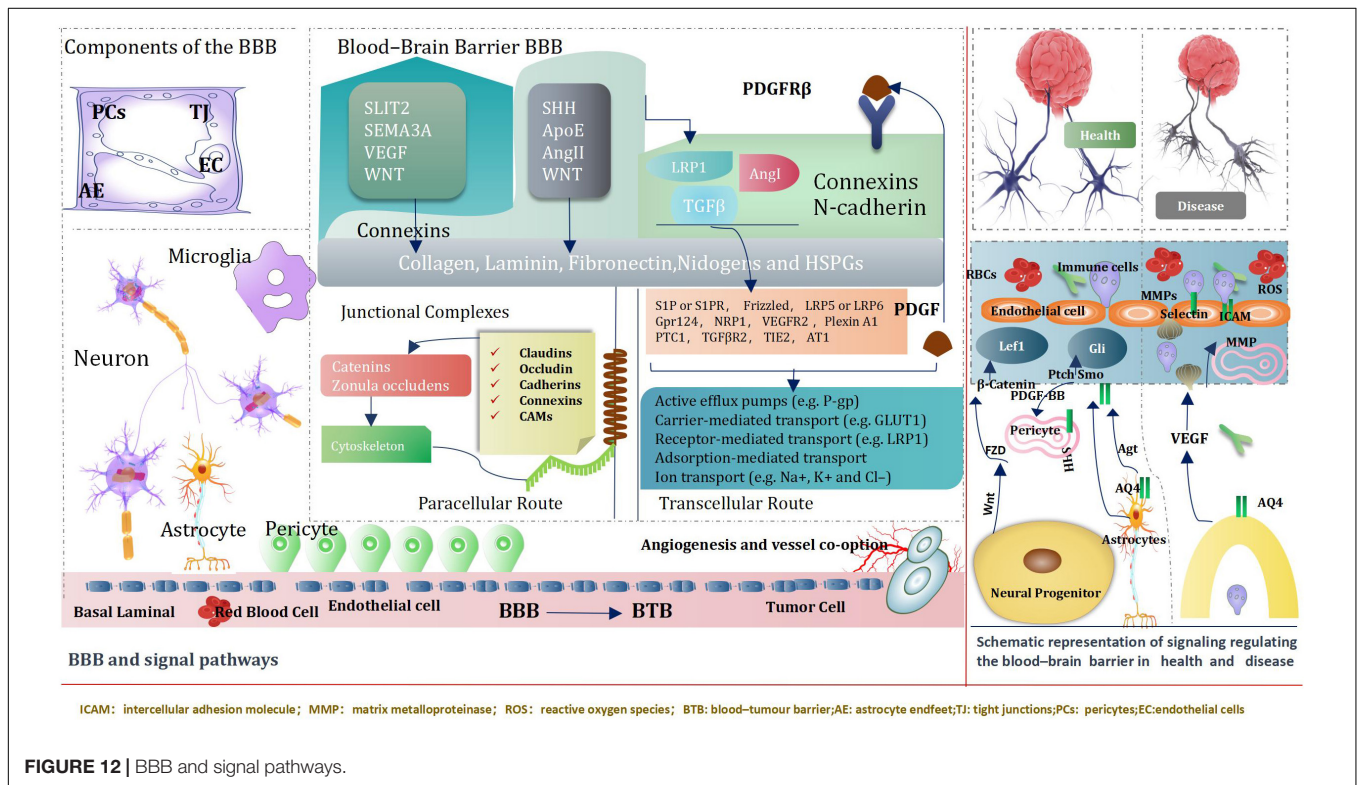 Components of the BBB
PCs
TJ
EC
AE
Microglia
Neuron
Astrocyte
Pericyte
Blood–Brain Barrier BBB
SLIT2
SEMA3A
VEGF
WNT
SHH
ApoE
AngII
WNT
Connexins
PDGFRβ
LRP1
AngI
TGFβ
Connexins
N-cadherin
Collagen, Laminin, Fibronectin,Nidogens and HSPGs
Junctional Complexes
Catenins
Zonula occludens
Cytoskeleton
✓ Claudins
✓ Occludin
✓ Cadherins
✓ Connexins
✓ CAMs
Paracellular Route
S1P or S1PR, Frizzled, LRP5 or LRP6
Gpr124, NRP1, VEGFR2 , Plexin A1
PTC1, TGFβR2, TIE2, AT1
PDGF
Active efflux pumps (e.g. P-gp)
Carrier-mediated transport (e.g. GLUT1)
Receptor-mediated transport (e.g. LRP1)
Adsorption-mediated transport
Ion transport (e.g. Na+, K+ and Cl–)
Transcellular Route
Angiogenesis and vessel co-option
Basal Laminal
Red Blood Cell
Endothelial cell
BBB
BTB
Tumor Cell
BBB and signal pathways
Health
Disease
RBCs
Immune cells
MMPs
ROS
Endothelial cell
Selectin
ICAM
Lef1
Gli
MMP
β-Catenin
Ptch Smo
PDGF-BB
Pericyte
SHH
FZD
Wnt
Agt
VEGF
AQ4
AQ4
Astrocytes
Neural Progenitor
Schematic representation of signaling regulating
the blood–brain barrier in health and disease
ICAM: intercellular adhesion molecule; MMP: matrix metalloproteinase; ROS: reactive oxygen species; BTB: blood–tumour barrier;AE: astrocyte endfeet;TJ: tight junctions;PCs: pericytes;EC:endothelial cells
FIGURE 12 | BBB and signal pathways.